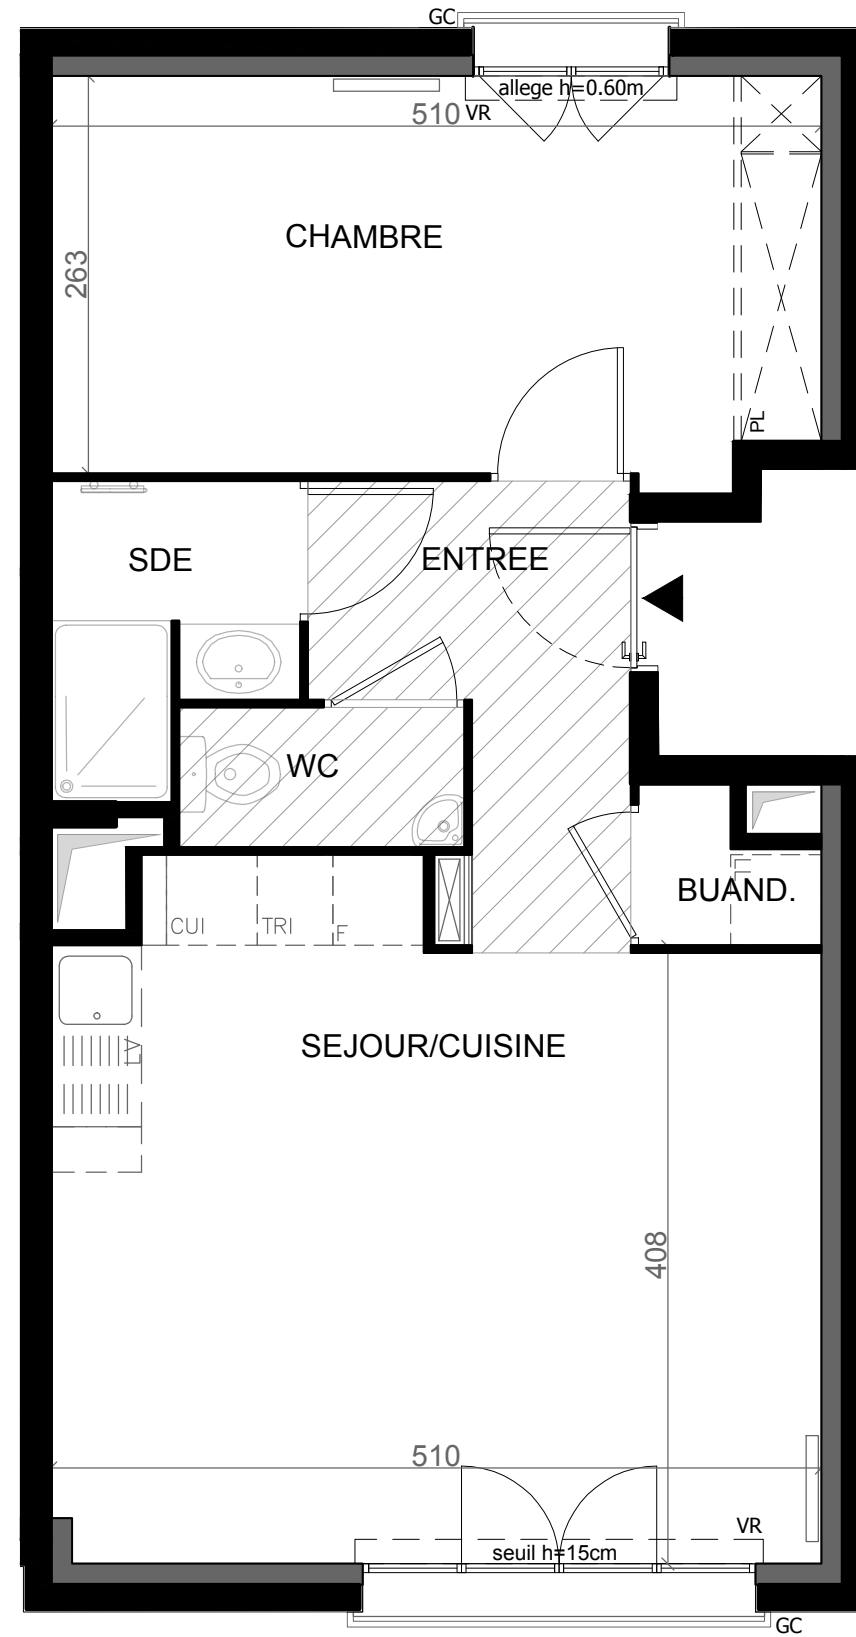 GC
allege h=0.60m
510 VR
CHAMBRE
263
PL
SDE
ENTREE
WC
BUAND.
CUI
TRI
F
SEJOUR/CUISINE
LV
408
510
VR
seuil h=15cm
GC